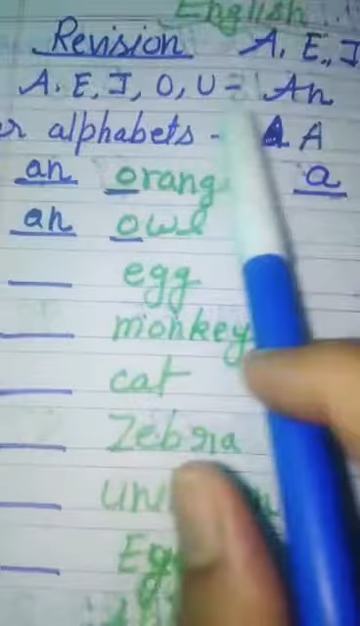 English
Revision A, E, I
A, E, I, O, U = An
alphabets - A
an orang a
an owl
egg
monkey
cat
Zebra